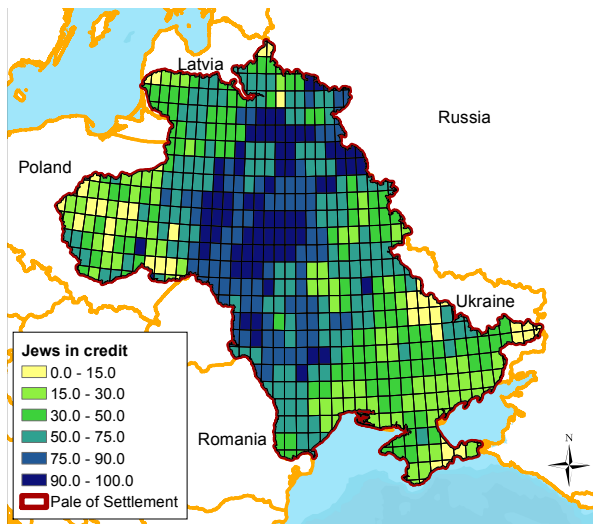 Latvia
Russia
Poland
Ukraine
Romania
Jews in credit
0.0 - 15.0
15.0 - 30.0
30.0 - 50.0
50.0 - 75.0
75.0 - 90.0
90.0 - 100.0
Pale of Settlement
N